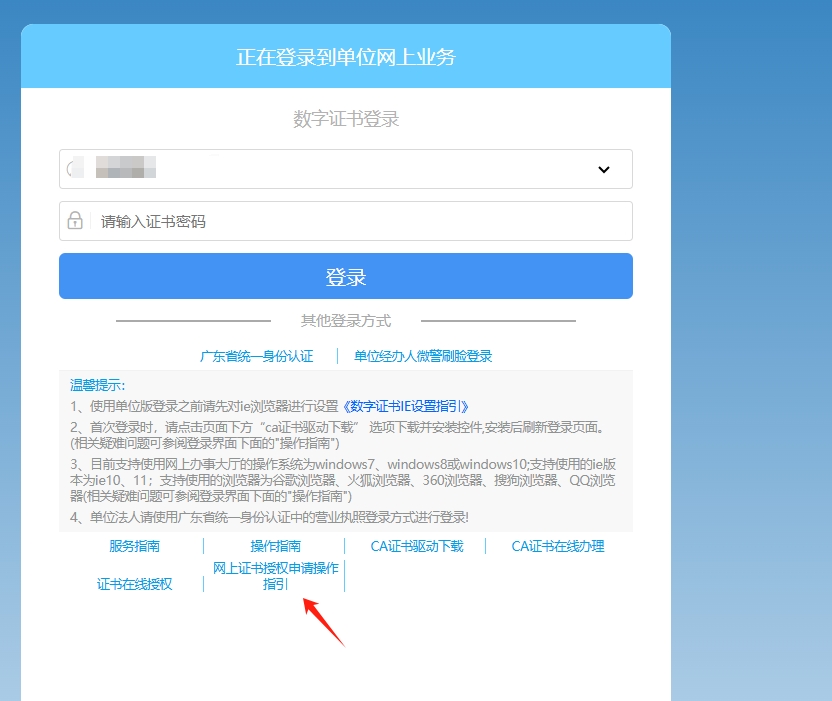 正在登录到单位网上业务
数字证书登录
请输入证书密码
登录
其他登录方式
广东省统一身份认证
单位经办人微警刷脸登录
温馨提示:
1、使用单位版登录之前请先对ie浏览器进行设置《数字证书IE设置指引》
2、首次登录时，请点击页面下方“ca证书驱动下载” 选项下载并安装控件,安装后刷新登录页面。
(相关疑难问题可参阅登录界面下面的"操作指南")
3、目前支持使用网上办事大厅的操作系统为windows7、windows8或windows10;支持使用的ie版
本为ie10、11；支持使用的浏览器为谷歌浏览器、火狐浏览器、360浏览器、搜狗浏览器、QQ浏览
器(相关疑难问题可参阅登录界面下面的"操作指南")
4、单位法人请使用广东省统一身份认证中的营业执照登录方式进行登录!
服务指南
操作指南
CA证书驱动下载
CA证书在线办理
证书在线授权
网上证书授权申请操作
指引